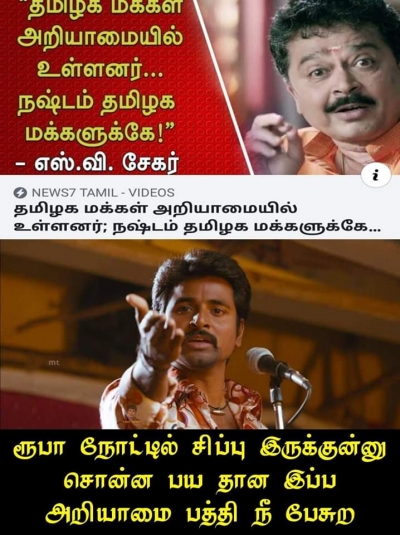 “தமிழக மக்கள்
அறியாமையில்
உள்ளனர்...
நஷ்டம் தமிழக
மக்களுக்கே!”
– எஸ்.வி. சேகர்
i
NEWS7 TAMIL - VIDEOS
தமிழக மக்கள் அறியாமையில்
உள்ளனர்; நஷ்டம் தமிழக மக்களுக்கே...
mt
ரூபா நோட்டில் சிப்பு இருக்குன்னு
சொன்ன பய தான இப்ப
அறியாமை பத்தி நீ பேசுற